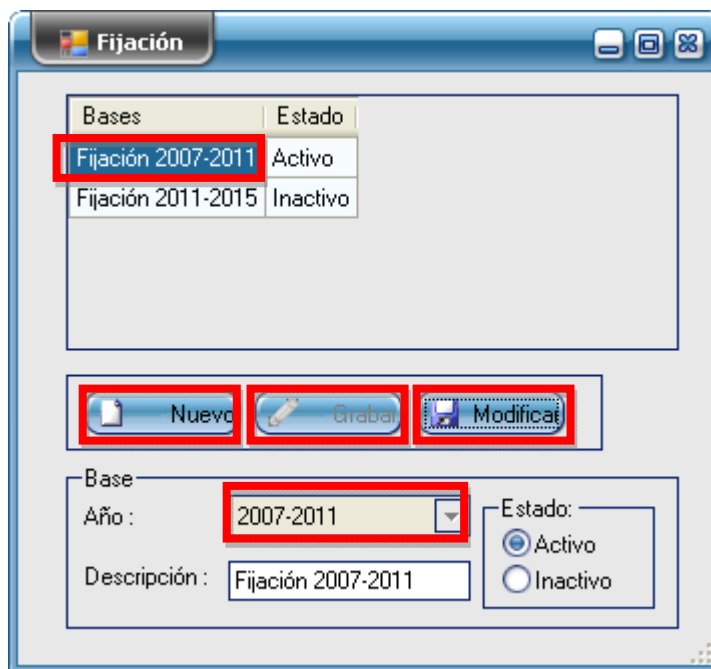 Fijación
Bases Estado
Fijación 2007-2011 Activo
Fijación 2011-2015 Inactivo
Nuevo Grabar Modificar
Base
Año : 2007-2011
Estado:
Activo
Descripción : Fijación 2007-2011
Inactivo